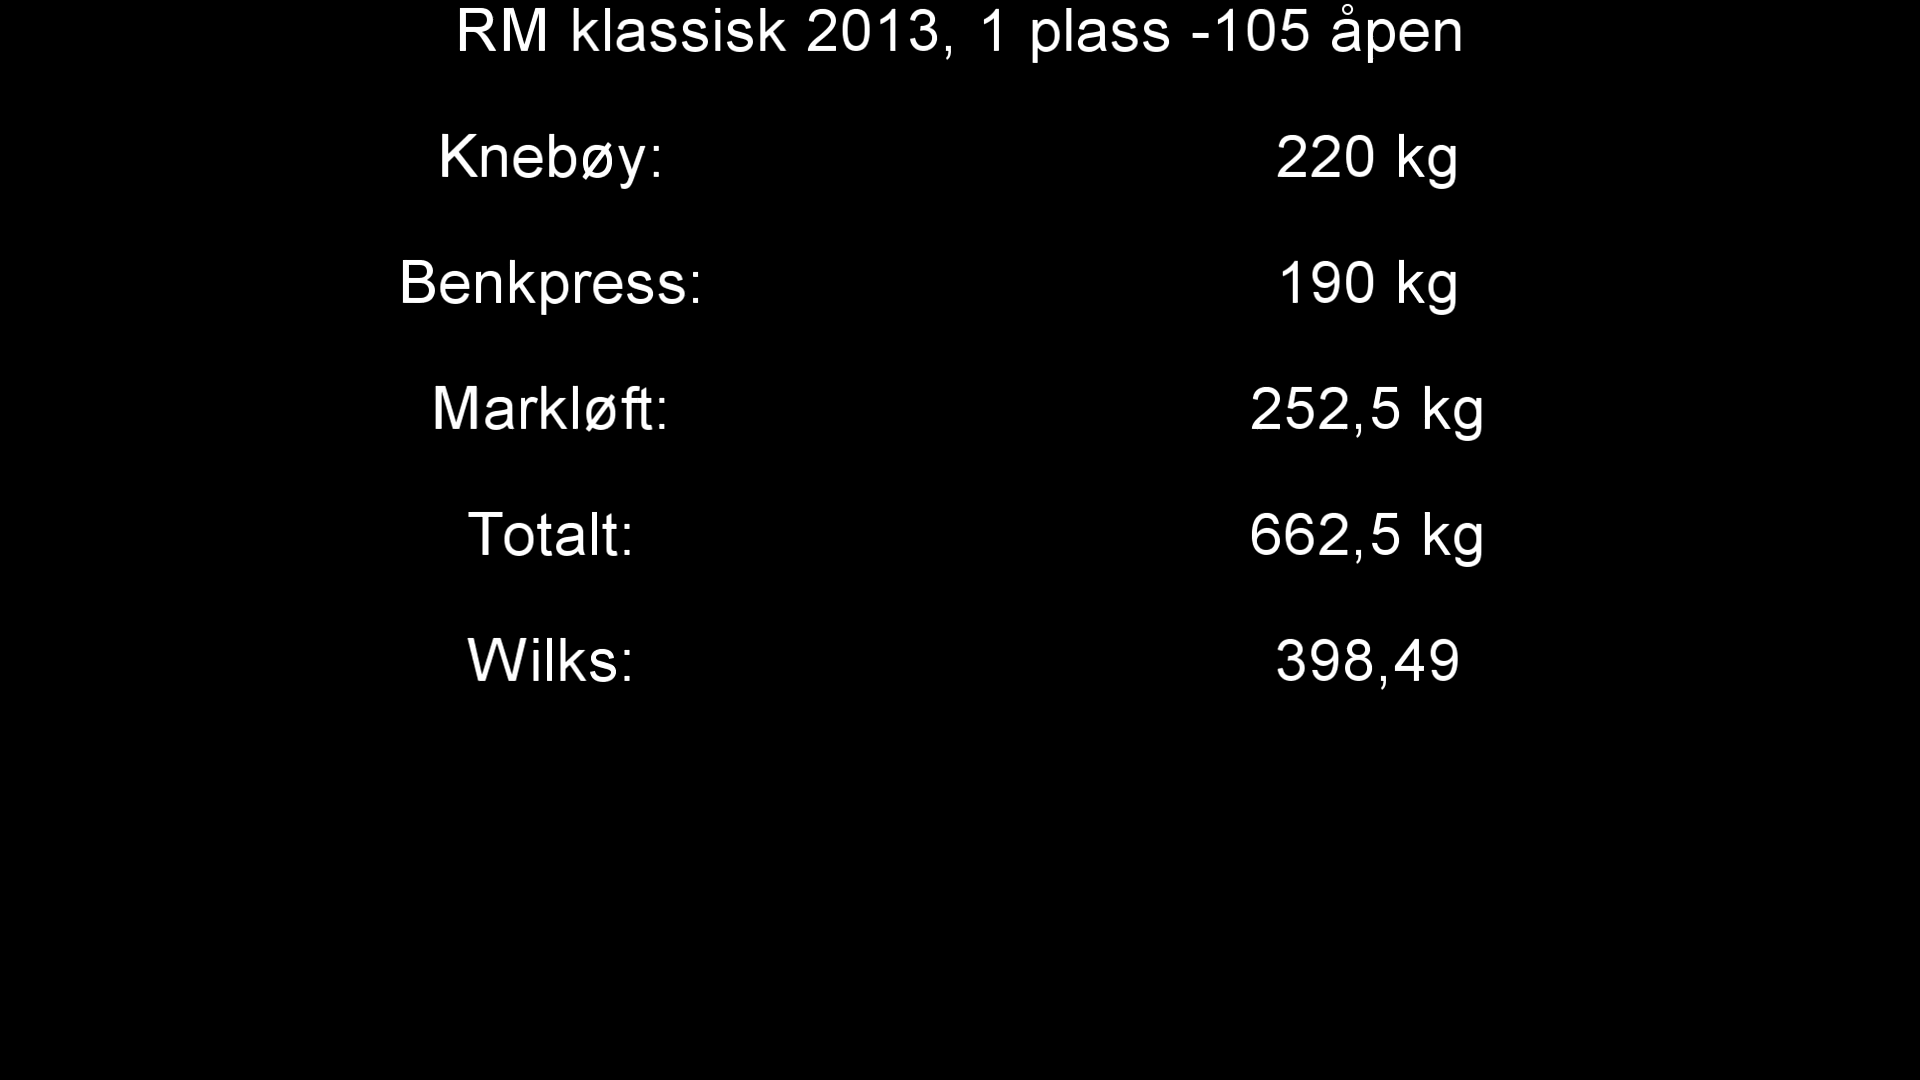 RM klassisk 2013, 1 plass -105 åpen
Knebøy: 220 kg
Benkpress: 190 kg
Markløft: 252,5 kg
Totalt: 662,5 kg
Wilks: 398,49